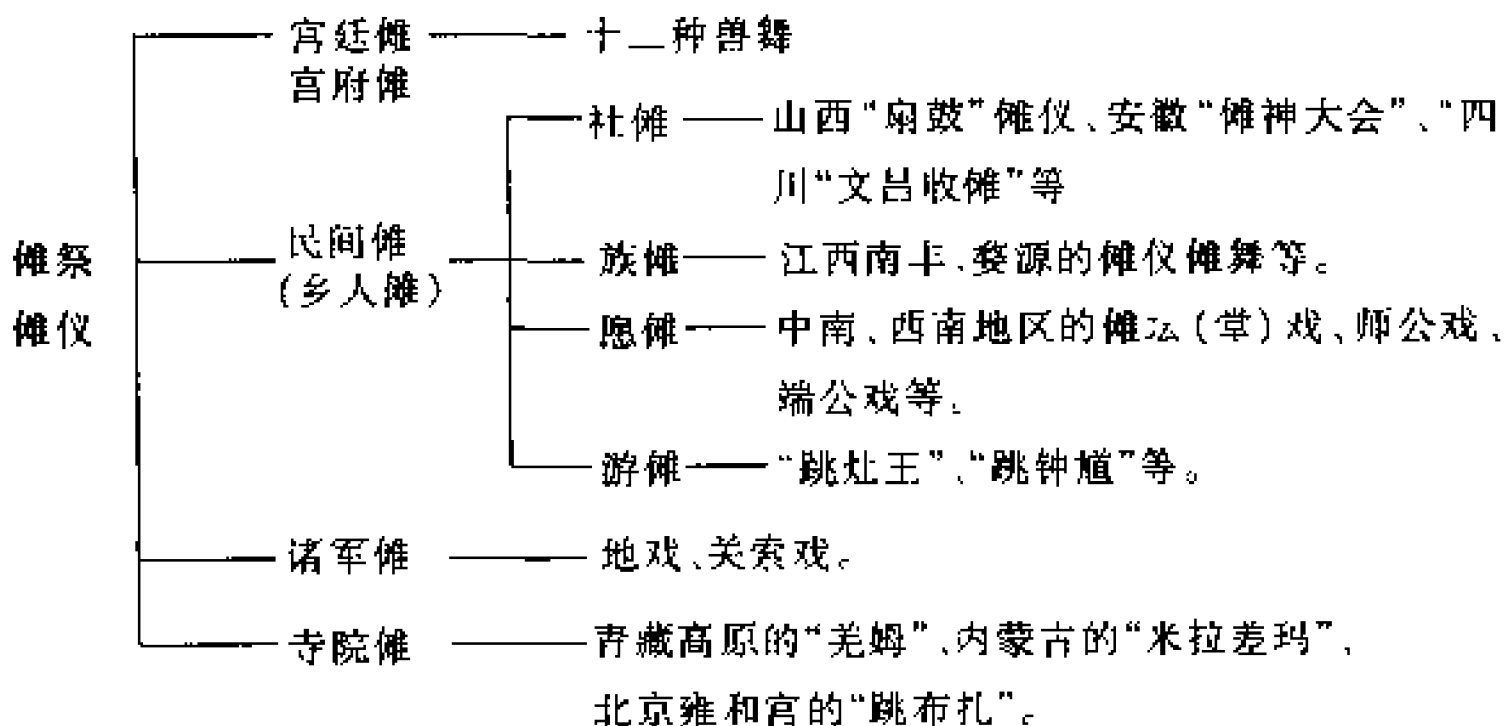 宫廷傩 十二种兽舞
宫府傩
社傩 山西“扇鼓”傩仪、安徽“傩神大会”、“四
川“文昌收傩”等
民间傩
(乡人傩)
傩祭
傩仪
族傩 江西南丰、婺源的傩仪傩舞等。
愿傩 中南、西南地区的傩坛(堂)戏、师公戏、
端公戏等。
游傩 “跳灶王”、“跳钟馗”等。
诸军傩 地戏、关索戏。
寺院傩 青藏高原的“羌姆”、内蒙古的“米拉差玛”、
北京雍和宫的“跳布扎”。